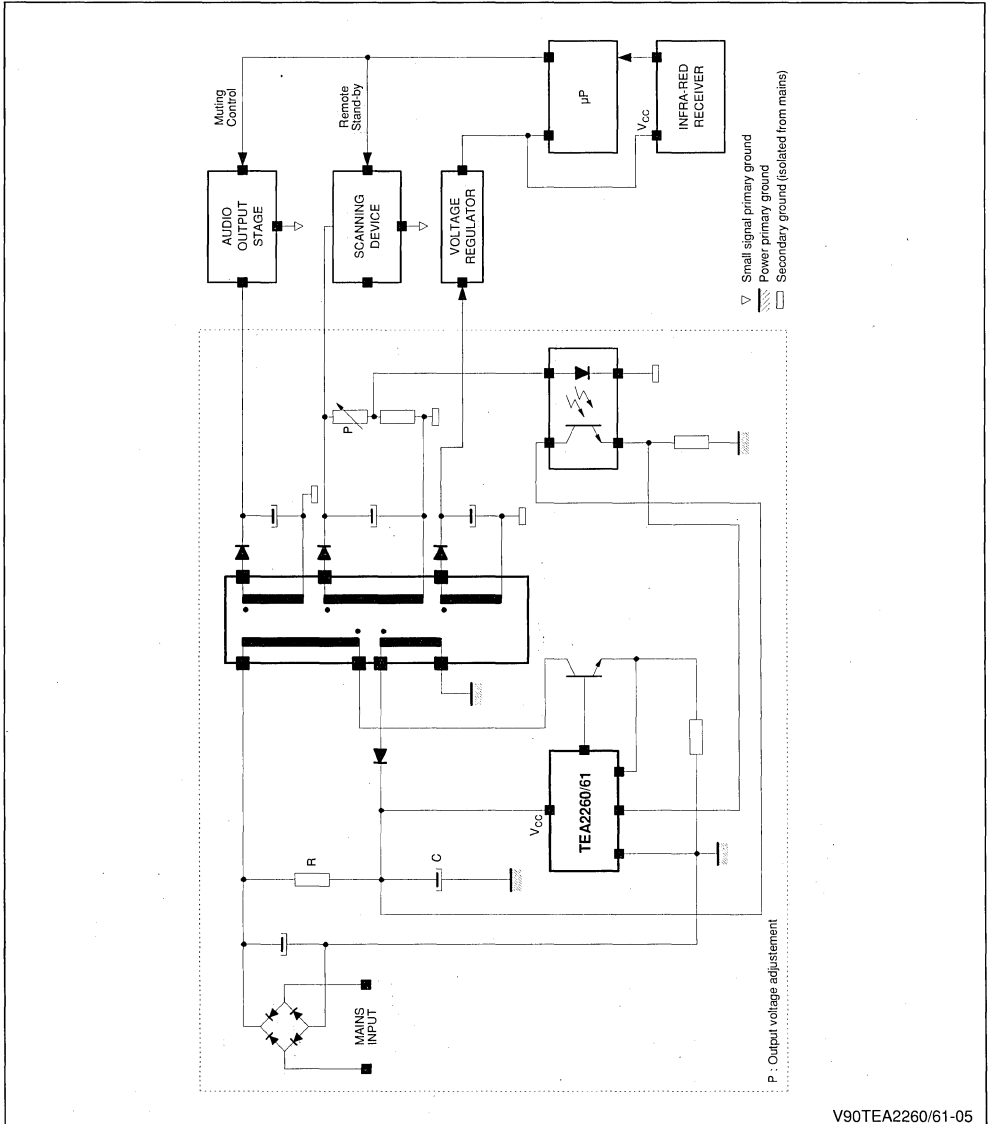 Muting
Control
AUDIO
OUTPUT
STAGE
Remote
Stand-by
SCANNING
DEVICE
VOLTAGE
REGULATOR
μP
VCC
INFRA-RED
RECEIVER
Small signal primary ground
Power primary ground
Secondary ground (isolated from mains)
P
R
C
VCC
TEA2260/61
MAINS
INPUT
P : Output voltage adjustement
V90TEA2260/61-05